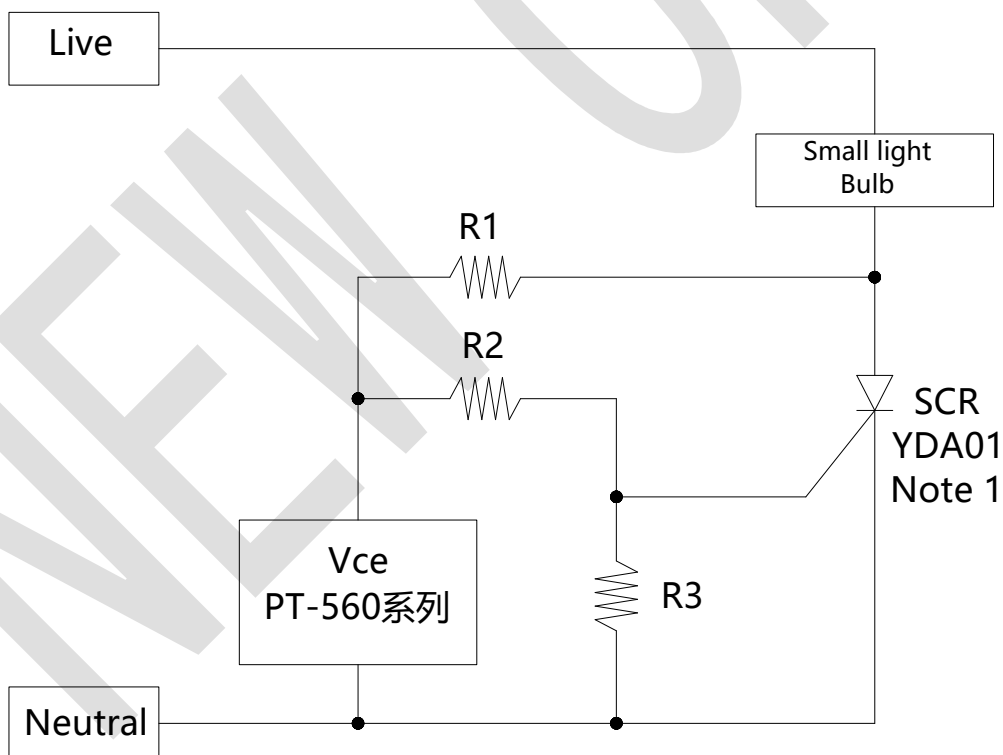 Live
Small light
Bulb
R1
R2
SCR
YDA01
Note 1
Vce
PT-560系列
R3
Neutral